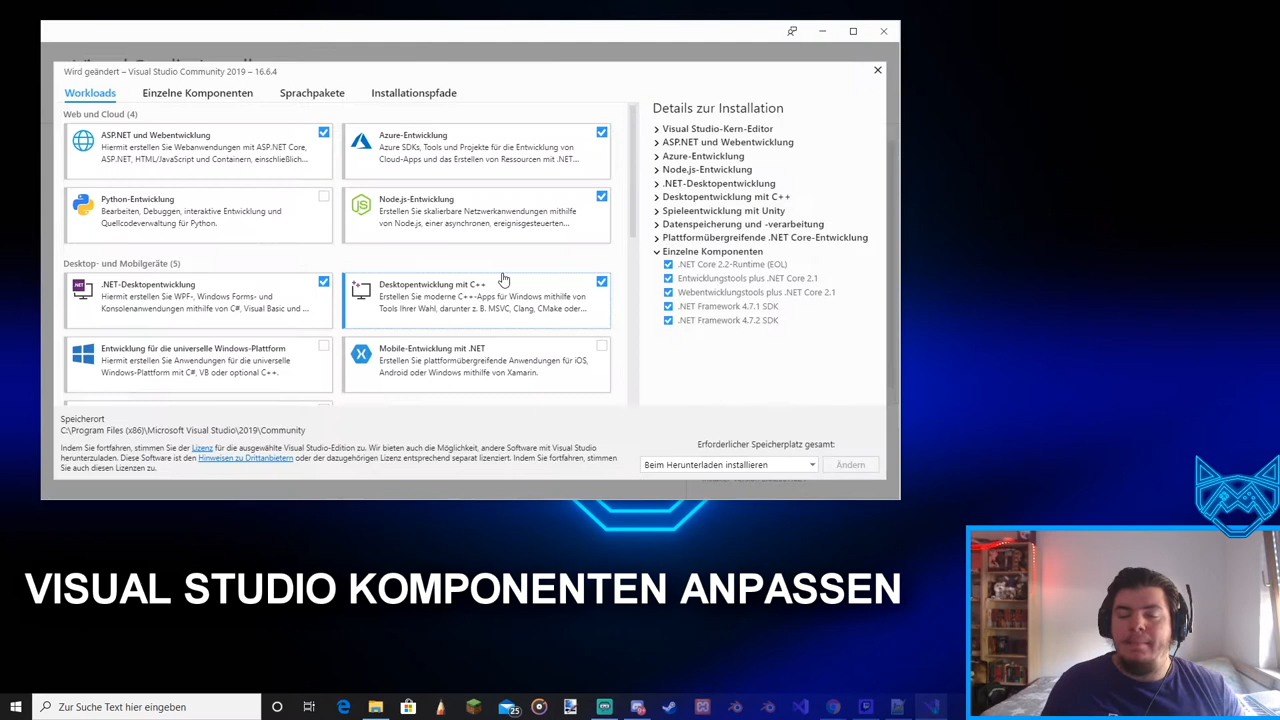 Wird geändert – Visual Studio Community 2019 – 16.6.4
Workloads Einzelne Komponenten Sprachpakete Installationspfade
Web und Cloud (4)
ASP.NET und Webentwicklung
Hiermit erstellen Sie Webanwendungen mit ASP.NET Core,
ASP.NET, HTML/JavaScript und Containern, einschließlich...
Azure-Entwicklung
Azure SDKs, Tools und Projekte für die Entwicklung von
Cloud-Apps und das Erstellen von Ressourcen mit .NET...
Python-Entwicklung
Bearbeiten, Debuggen, interaktive Entwicklung und
Quellcodeverwaltung für Python.
Node.js-Entwicklung
Erstellen Sie skalierbare Netzwerkanwendungen mithilfe
von Node.js, einer asynchronen, ereignisgesteuerten...
Desktop- und Mobilgeräte (5)
.NET-Desktopentwicklung
Hiermit erstellen Sie WPF-, Windows Forms- und
Konsolenanwendungen mithilfe von C#, Visual Basic und ...
Desktopentwicklung mit C++
Erstellen Sie moderne C++-Apps für Windows mithilfe von
Tools Ihrer Wahl, darunter z. B. MSVC, Clang, CMake oder...
Entwicklung für die universelle Windows-Plattform
Hiermit erstellen Sie Anwendungen für die universelle
Windows-Plattform mit C#, VB oder optional C++.
Mobile-Entwicklung mit .NET
Erstellen Sie plattformübergreifende Anwendungen für iOS,
Android oder Windows mithilfe von Xamarin.
Details zur Installation
Visual Studio-Kern-Editor
ASP.NET und Webentwicklung
Azure-Entwicklung
Node.js-Entwicklung
.NET-Desktopentwicklung
Desktopentwicklung mit C++
Spieleentwicklung mit Unity
Datenspeicherung und -verarbeitung
Plattformübergreifende .NET Core-Entwicklung
Einzelne Komponenten
.NET Core 2.2-Runtime (EOL)
Entwicklungstools plus .NET Core 2.1
Webentwicklungstools plus .NET Core 2.1
.NET Framework 4.7.1 SDK
.NET Framework 4.7.2 SDK
Speicherort
C:\Program Files (x86)\Microsoft Visual Studio\2019\Community
Indem Sie fortfahren, stimmen Sie der Lizenz für die ausgewählte Visual Studio-Edition zu. Wir bieten auch die Möglichkeit, andere Software mit Visual Studio
herunterzuladen. Diese Software ist den Hinweisen zu Drittanbietern oder der dazugehörigen Lizenz entsprechend separat lizenziert. Indem Sie fortfahren, stimmen
Sie auch diesen Lizenzen zu.
Erforderlicher Speicherplatz gesamt:
Beim Herunterladen installieren
Ändern
VISUAL STUDIO KOMPONENTEN ANPASSEN
Zur Suche Text hier eingeben
25